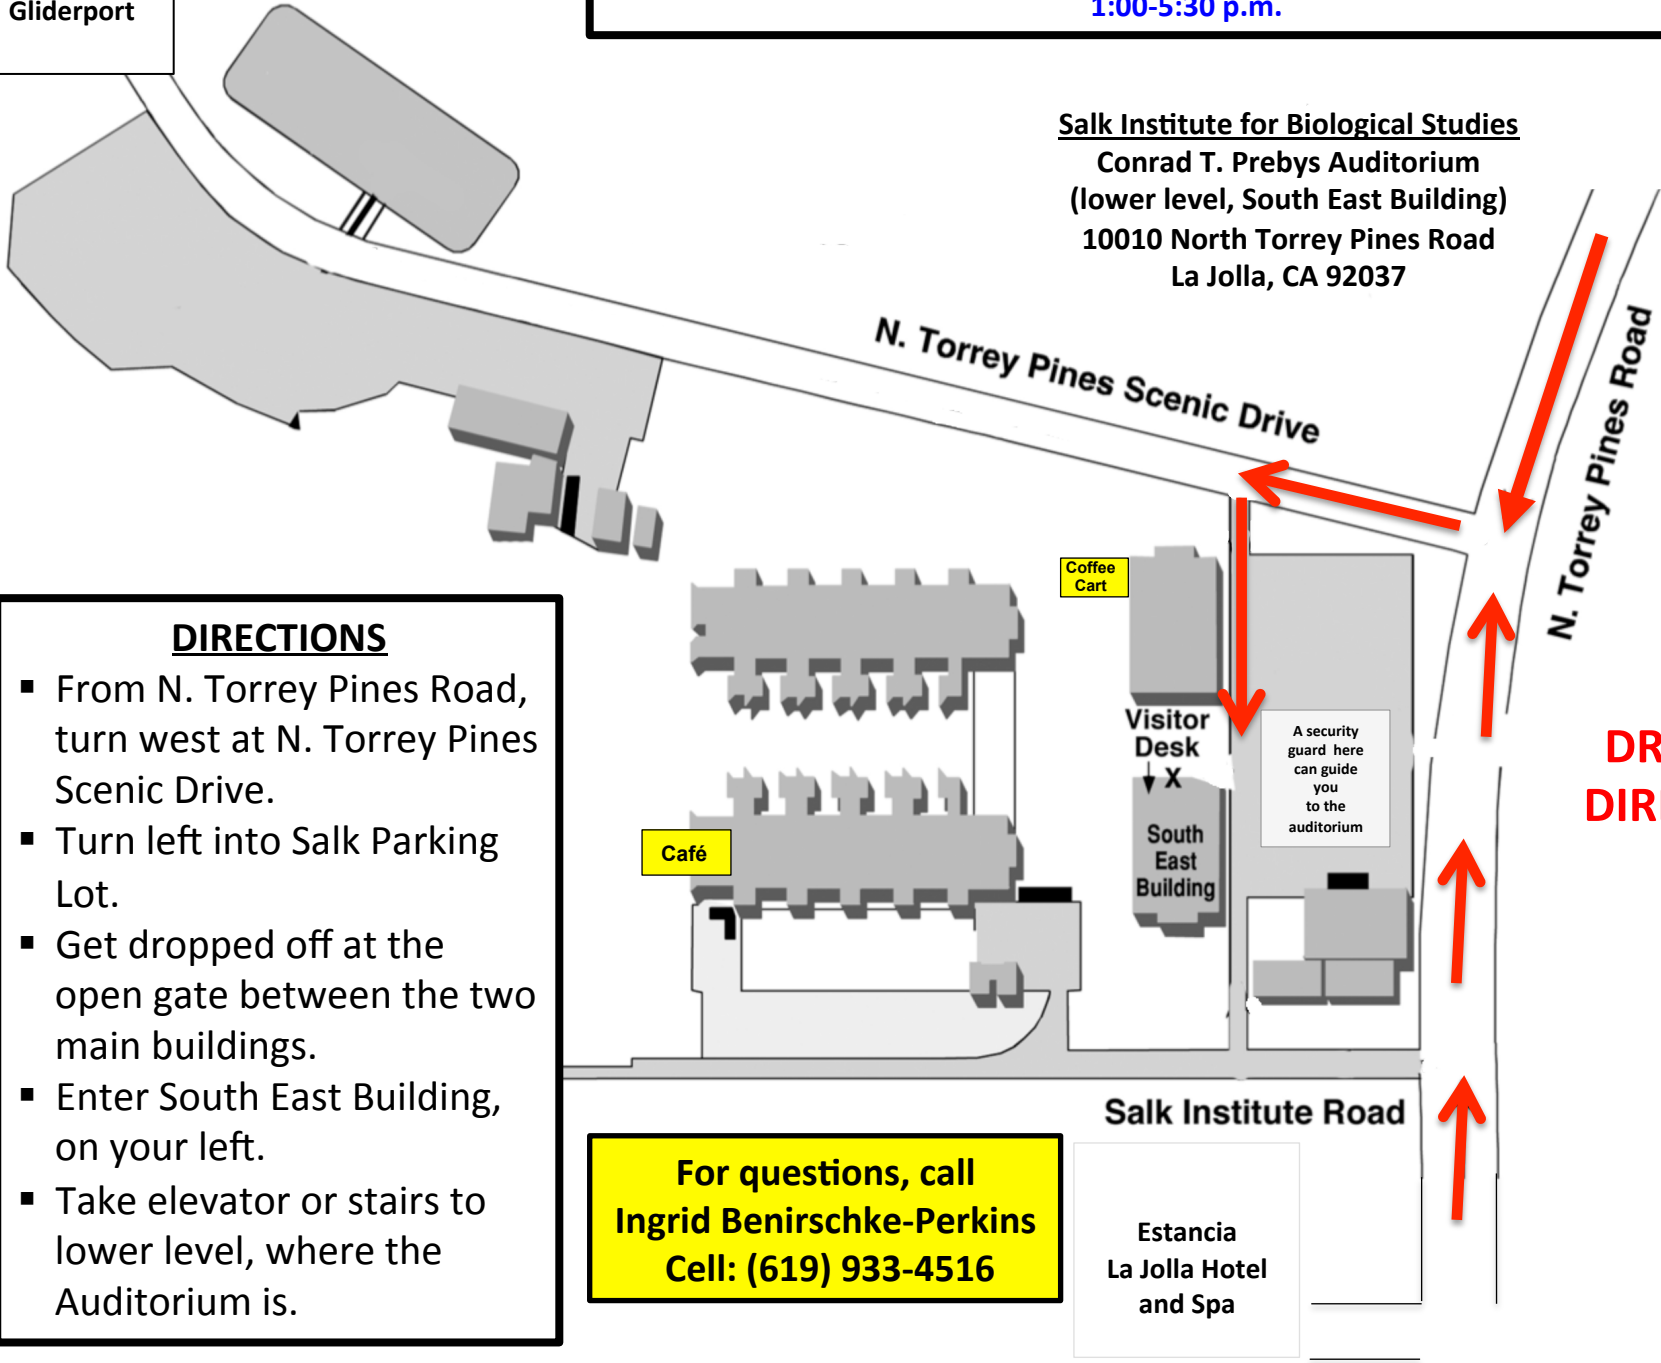 Gliderport
1:00-5:30 p.m.
Salk Institute for Biological Studies
Conrad T. Prebys Auditorium
(lower level, South East Building)
10010 North Torrey Pines Road
La Jolla, CA 92037
N. Torrey Pines Scenic Drive
N. Torrey Pines Road
Coffee
Cart
Visitor
Desk
X
South
East
Building
A security
guard here
can guide
you
to the
auditorium
DR
DIR
Café
DIRECTIONS
▪ From N. Torrey Pines Road,
turn west at N. Torrey Pines
Scenic Drive.
▪ Turn left into Salk Parking
Lot.
▪ Get dropped off at the
open gate between the two
main buildings.
▪ Enter South East Building,
on your left.
▪ Take elevator or stairs to
lower level, where the
Auditorium is.
Salk Institute Road
For questions, call
Ingrid Benirschke-Perkins
Cell: (619) 933-4516
Estancia
La Jolla Hotel
and Spa